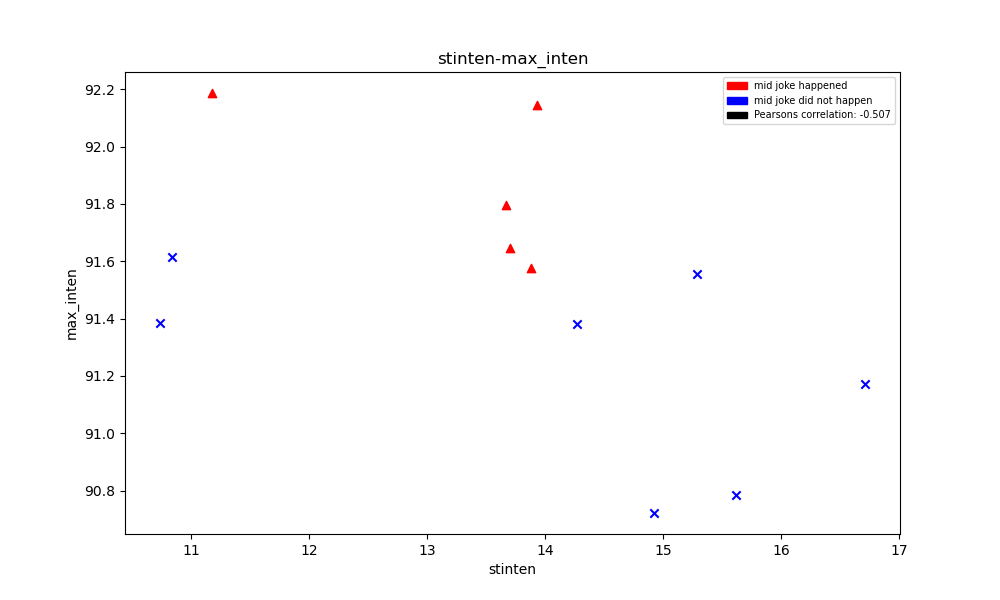 stinten-max_inten
mid joke happened
mid joke did not happen
Pearsons correlation: -0.507
92.2
92.0
91.8
91.6
91.4
91.2
91.0
90.8
max_inten
11 12 13 14 15 16 17
stinten